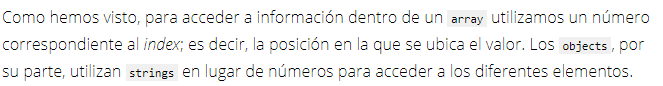 Como hemos visto, para acceder a información dentro de un array utilizamos un número
correspondiente al index; es decir, la posición en la que se ubica el valor. Los objects, por
su parte, utilizan strings en lugar de números para acceder a los diferentes elementos.